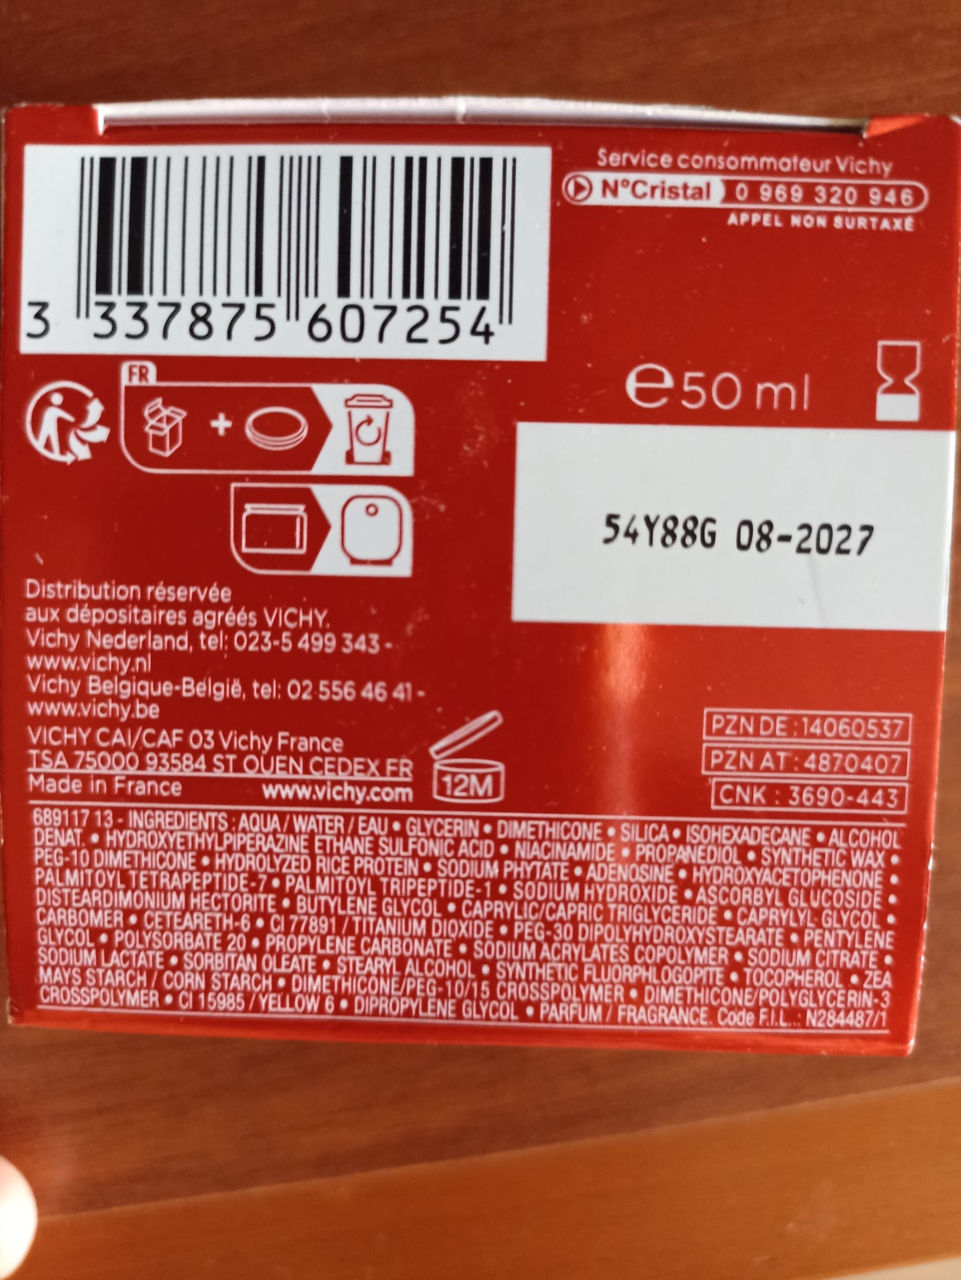 Service consommateur Vichy
N°Cristal 0 969 320 946
APPEL NON SURTAXÉ
3 337875 607254
FR
+
e50 ml
54Y88G 08-2027
Distribution réservée
aux dépositaires agréés VICHY.
Vichy Nederland, tel: 023-5 499 343 -
www.vichy.nl
Vichy Belgique-België, tel: 02 556 46 41 -
www.vichy.be
VICHY CAI/CAF 03 Vichy France
TSA 75000 93584 ST OUEN CEDEX FR
Made in France www.vichy.com
12M
PZN DE : 14060537
PZN AT : 4870407
CNK : 3690-443
689117 13 - INGREDIENTS : AQUA / WATER / EAU • GLYCERIN • DIMETHICONE • SILICA • ISOHEXADECANE • ALCOHOL
DENAT. • HYDROXYETHYLPIPERAZINE ETHANE SULFONIC ACID • NIACINAMIDE • PROPANEDIOL • SYNTHETIC WAX •
PEG-10 DIMETHICONE • HYDROLYZED RICE PROTEIN • SODIUM PHYTATE • ADENOSINE • HYDROXYACETOPHENONE •
PALMITOYL TETRAPEPTIDE-7 • PALMITOYL TRIPEPTIDE-1 • SODIUM HYDROXIDE • ASCORBYL GLUCOSIDE •
DISTEARDIMONIUM HECTORITE • BUTYLENE GLYCOL • CAPRYLIC/CAPRIC TRIGLYCERIDE • CAPRYLYL GLYCOL •
CARBOMER • CETEARETH-6 • CI 77891 / TITANIUM DIOXIDE • PEG-30 DIPOLYHYDROXYSTEARATE • PENTYLENE
GLYCOL • POLYSORBATE 20 • PROPYLENE CARBONATE • SODIUM ACRYLATES COPOLYMER • SODIUM CITRATE •
SODIUM LACTATE • SORBITAN OLEATE • STEARYL ALCOHOL • SYNTHETIC FLUORPHLOGOPITE • TOCOPHEROL • ZEA
MAYS STARCH / CORN STARCH • DIMETHICONE/PEG-10/15 CROSSPOLYMER • DIMETHICONE/POLYGLYCERIN-3
CROSSPOLYMER • CI 15985 / YELLOW 6 • DIPROPYLENE GLYCOL • PARFUM / FRAGRANCE. Code F.I.L. : N284487/1